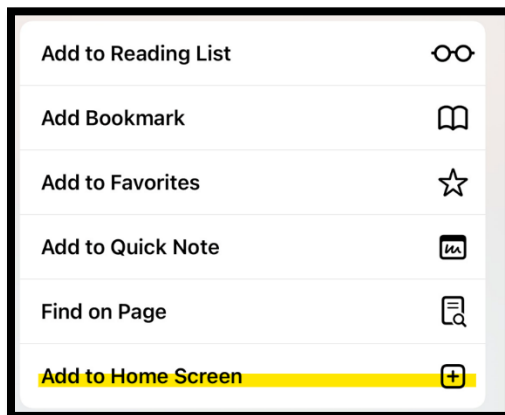 Add to Reading List
Add Bookmark
Add to Favorites
Add to Quick Note
Find on Page
Add to Home Screen